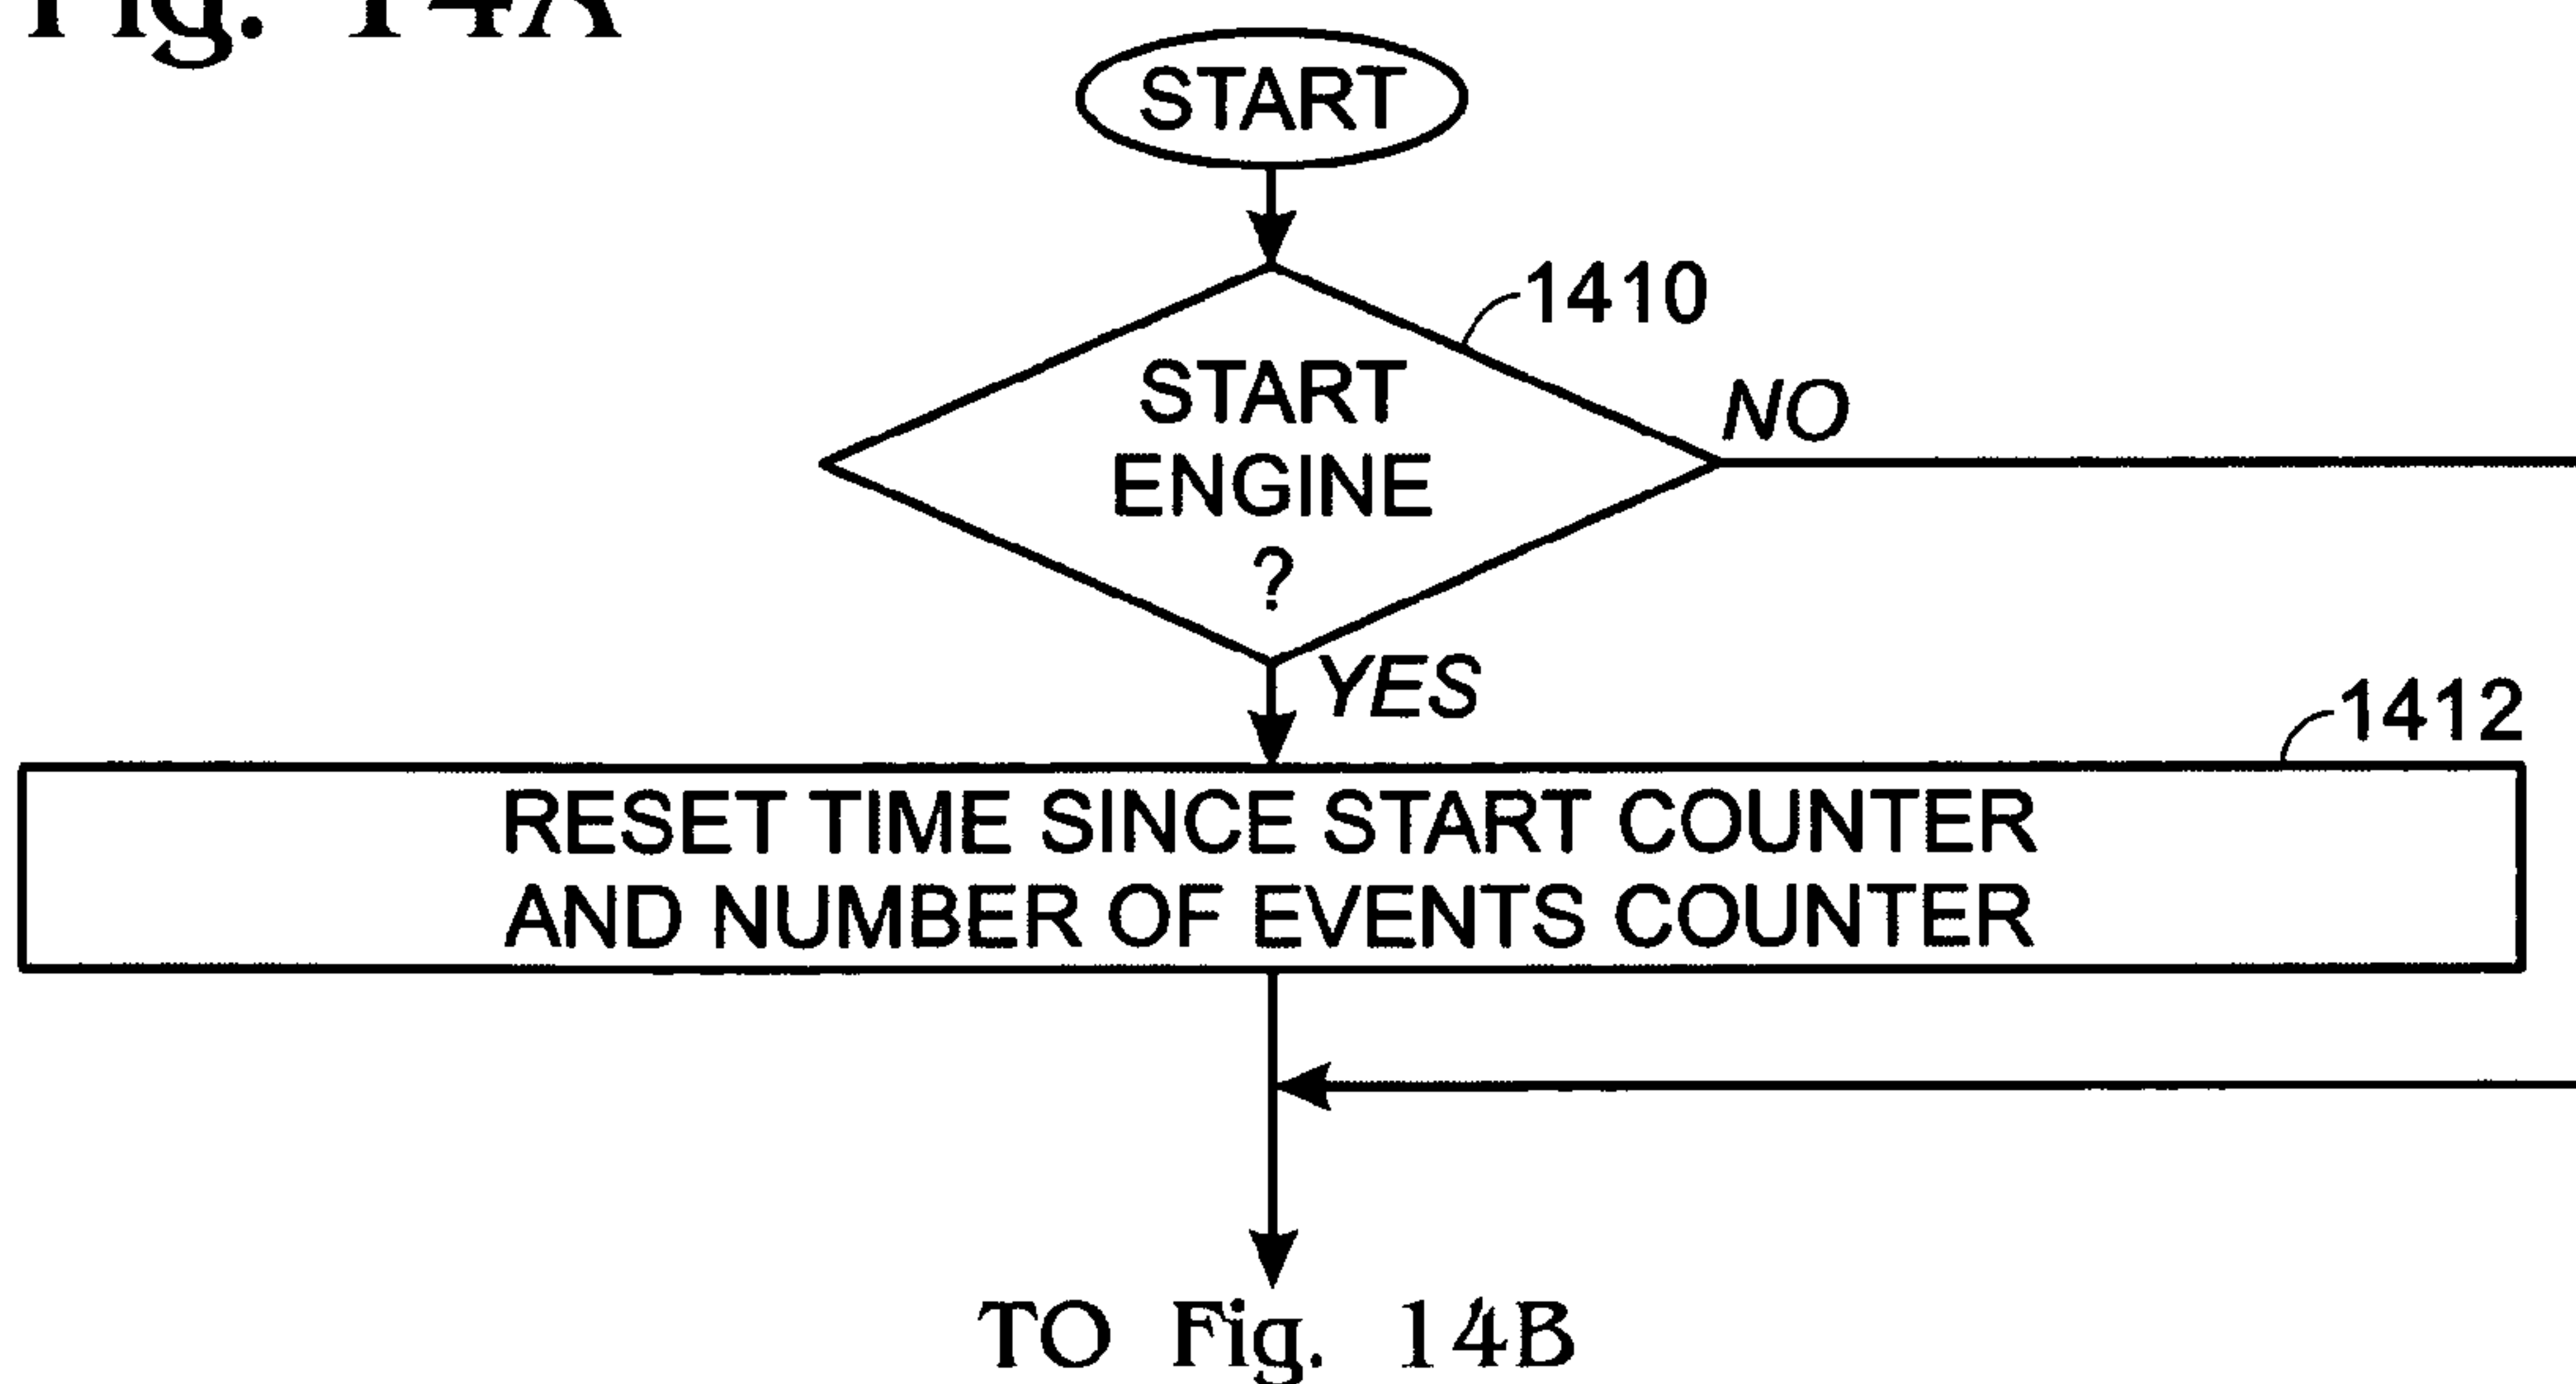 Fig. 14A
START
1410
START
ENGINE
?
NO
YES
1412
RESET TIME SINCE START COUNTER
AND NUMBER OF EVENTS COUNTER
TO Fig. 14B